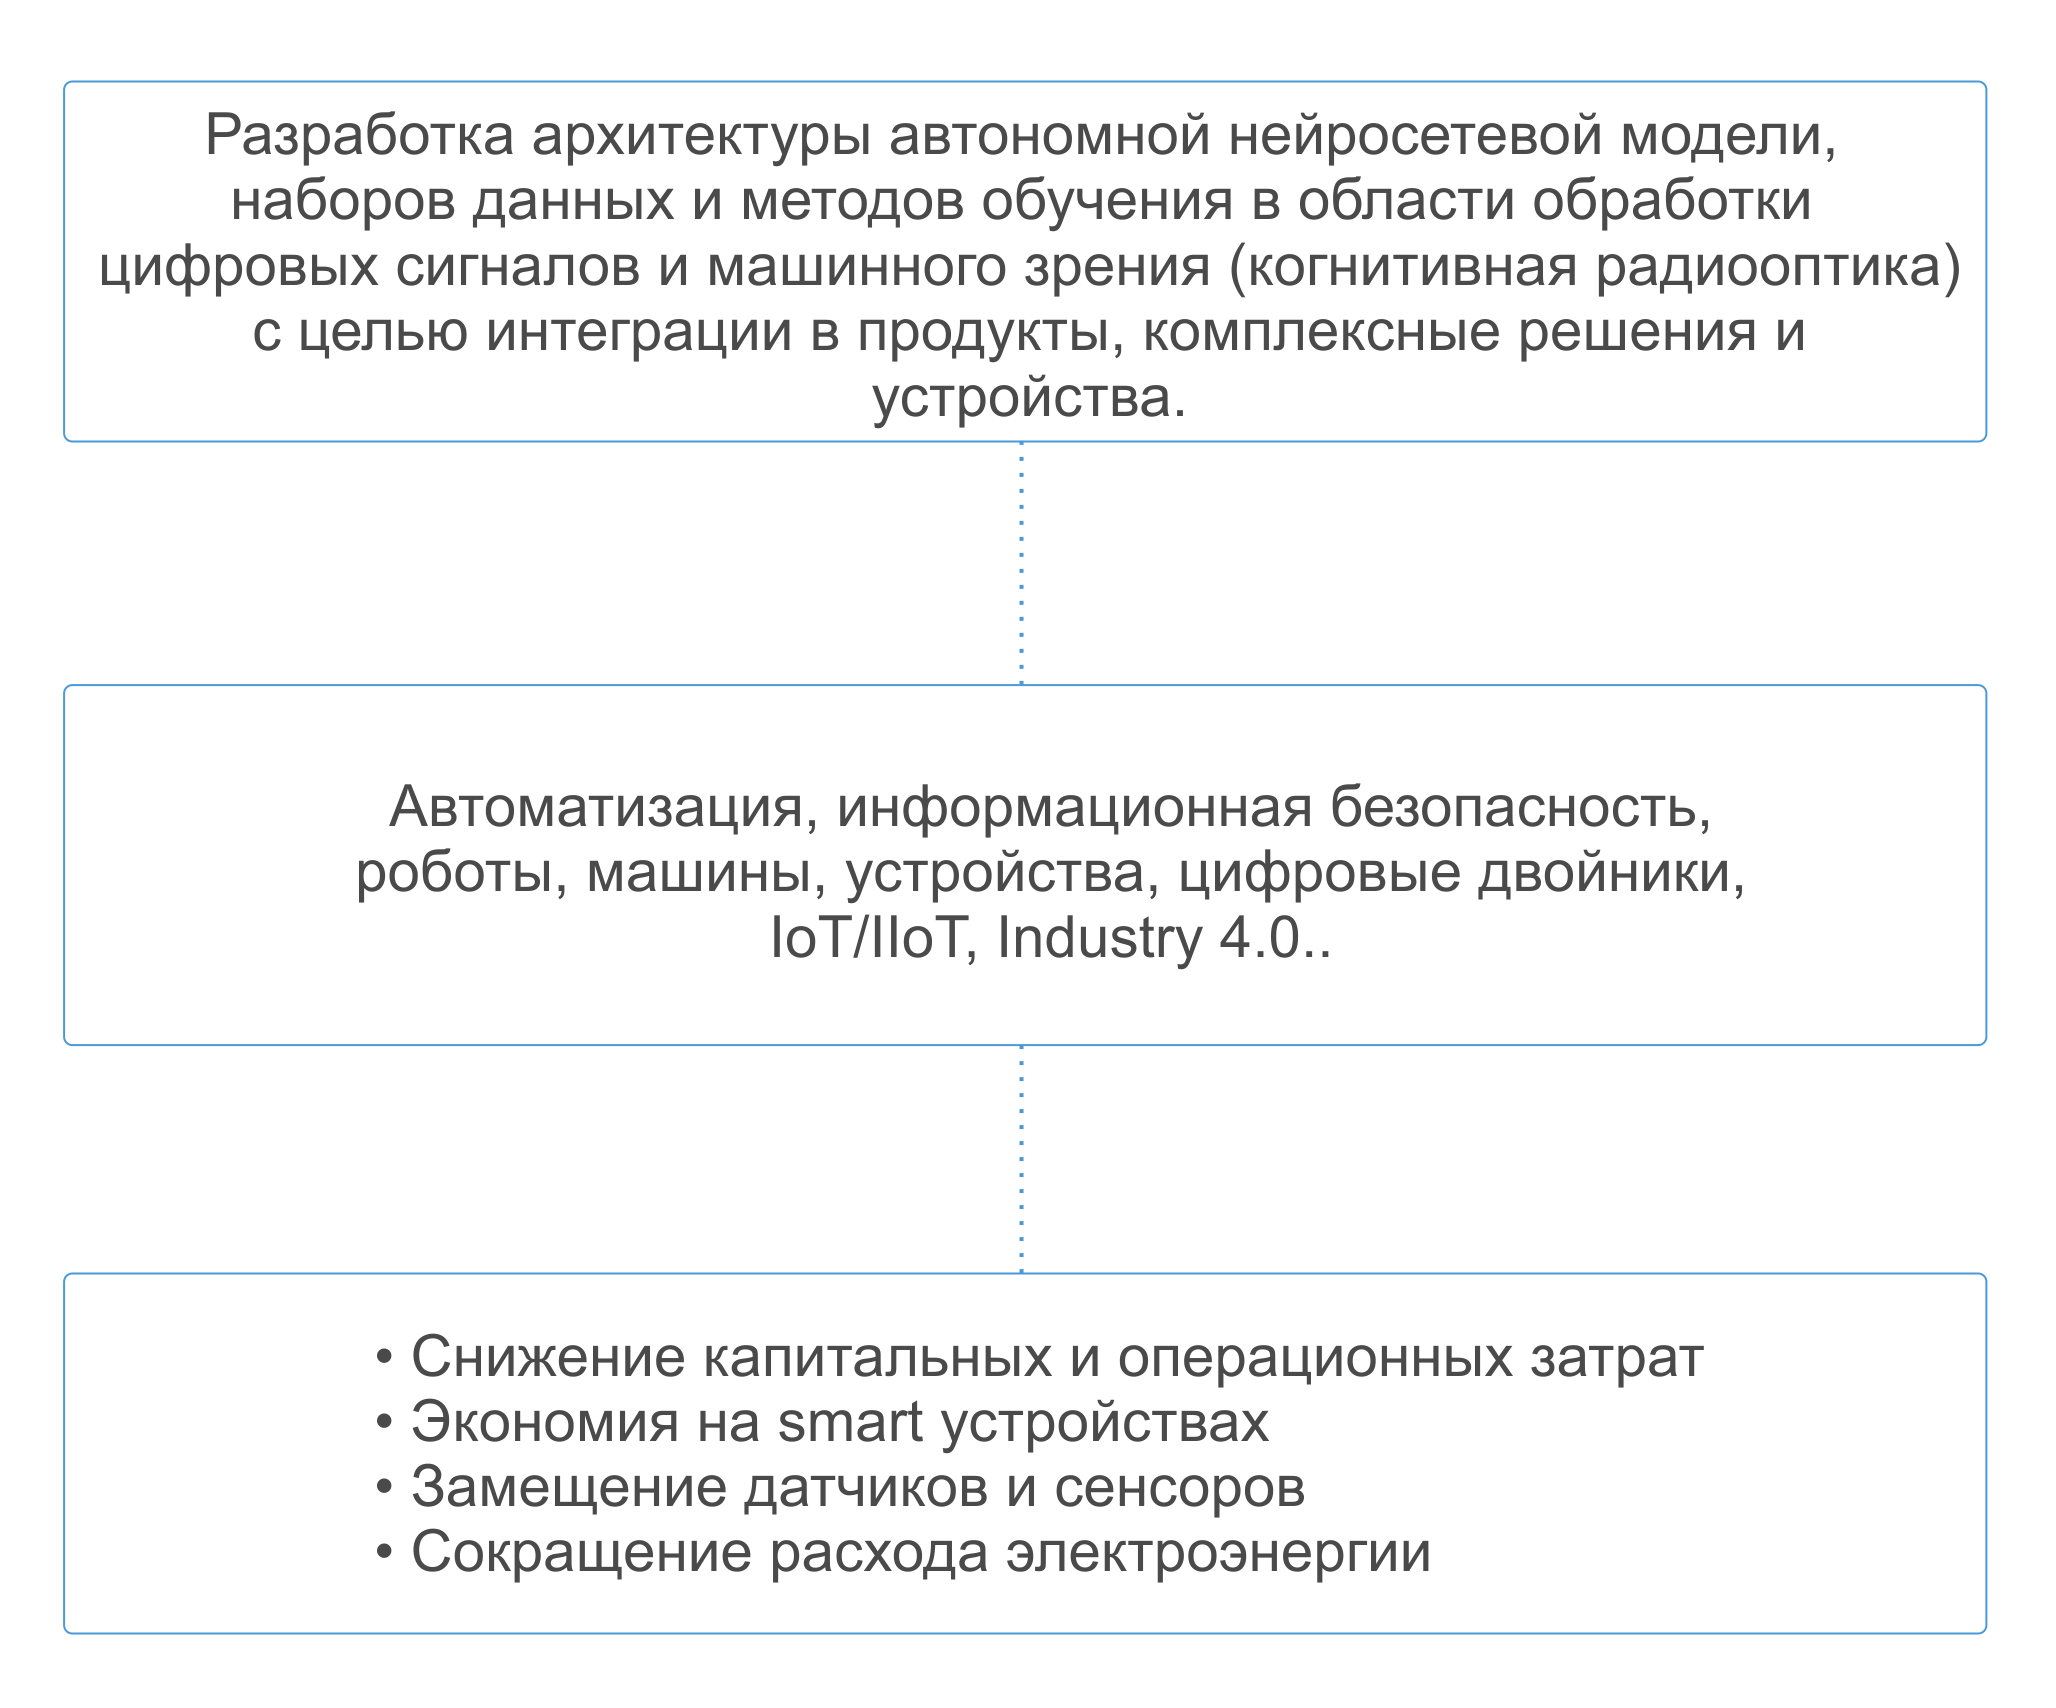 Разработка архитектуры автономной нейросетевой модели,
наборов данных и методов обучения в области обработки
цифровых сигналов и машинного зрения (когнитивная радиооптика)
с целью интеграции в продукты, комплексные решения и
устройства.
Автоматизация, информационная безопасность,
роботы, машины, устройства, цифровые двойники,
IoT/IIoT, Industry 4.0..
• Снижение капитальных и операционных затрат
• Экономия на smart устройствах
• Замещение датчиков и сенсоров
• Сокращение расхода электроэнергии